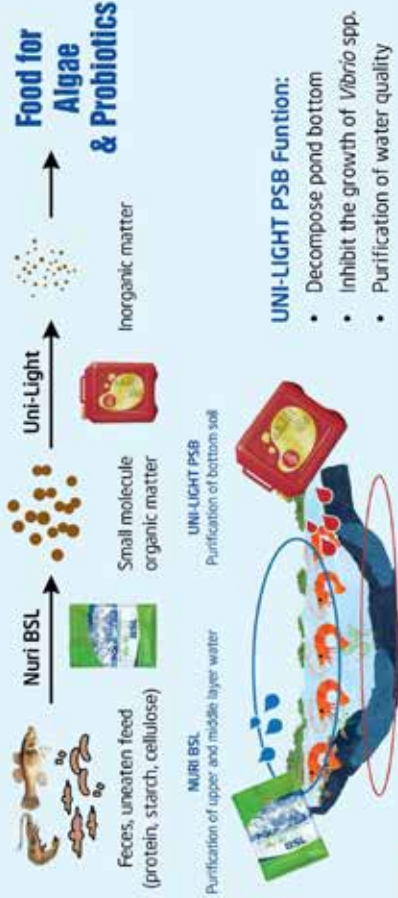 Nuri BSL
Uni-Light
Food for
Algae
& Probiotics
Feces, uneaten feed
(protein, starch, cellulose)
Small molecule
organic matter
Inorganic matter
NURI BSL
Purification of upper and middle layer water
UNI-LIGHT PSB
Purification of bottom soil
BSL
UNI-LIGHT PSB Funtion:
• Decompose pond bottom
• Inhibit the growth of Vibrio spp.
• Purification of water quality